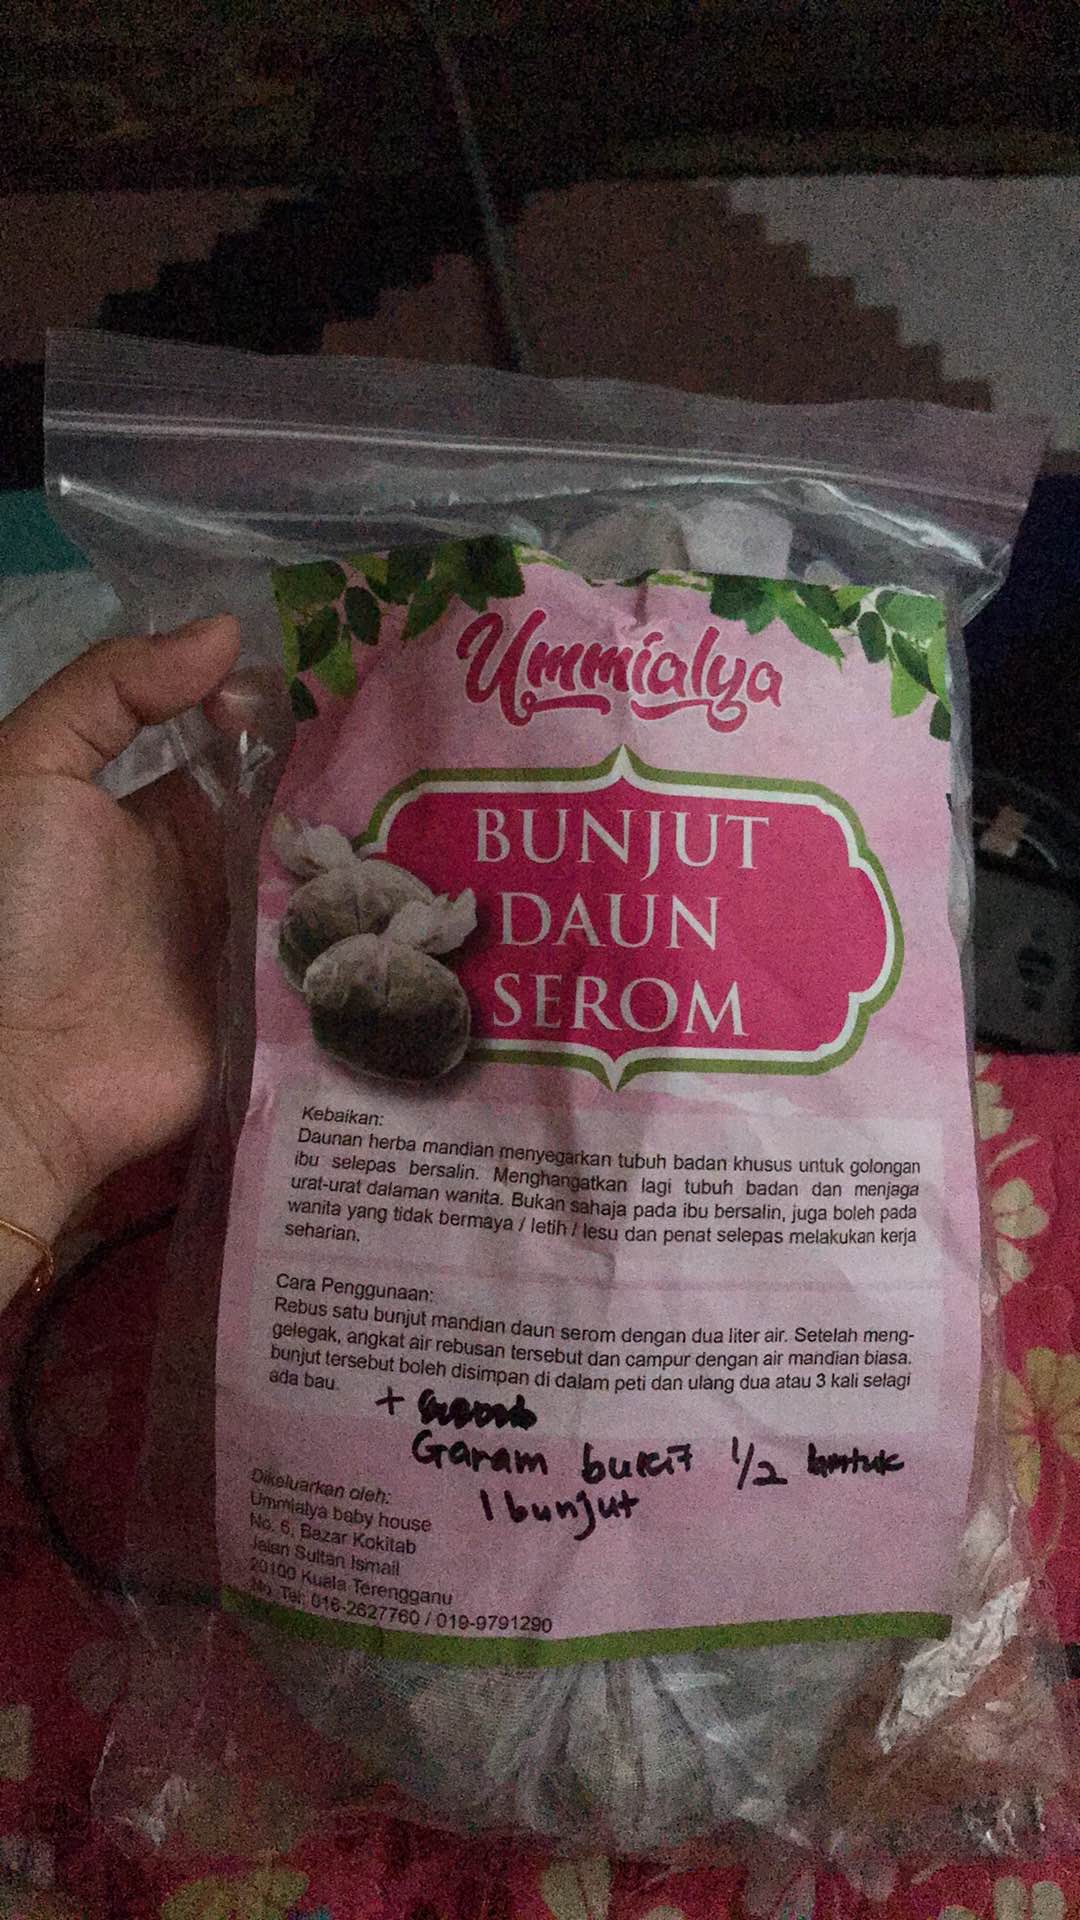 Ummialya
BUNJUT
DAUN
SEROM
Kebaikan:
Daunan herba mandian menyegarkan tubuh badan khusus untuk golongan
ibu selepas bersalin. Menghangatkan lagi tubuh badan dan menjaga
urat-urat dalaman wanita. Bukan sahaja pada ibu bersalin, juga boleh pada
wanita yang tidak bermaya / letih / lesu dan penat selepas melakukan kerja
seharian.
Cara Penggunaan:
Rebus satu bunjut mandian daun serom dengan dua liter air. Setelah meng-
gelegak, angkat air rebusan tersebut dan campur dengan air mandian biasa.
bunjut tersebut boleh disimpan di dalam peti dan ulang dua atau 3 kali selagi
ada bau.
+
Garam bukit 1/2 untuk
1 bunjut
Dikeluarkan oleh:
Ummialya baby house
No. 6, Bazar Kokitab
Jalan Sultan Ismail
20100 Kuala Terengganu
No. Tel: 016-2627760 / 019-9791290